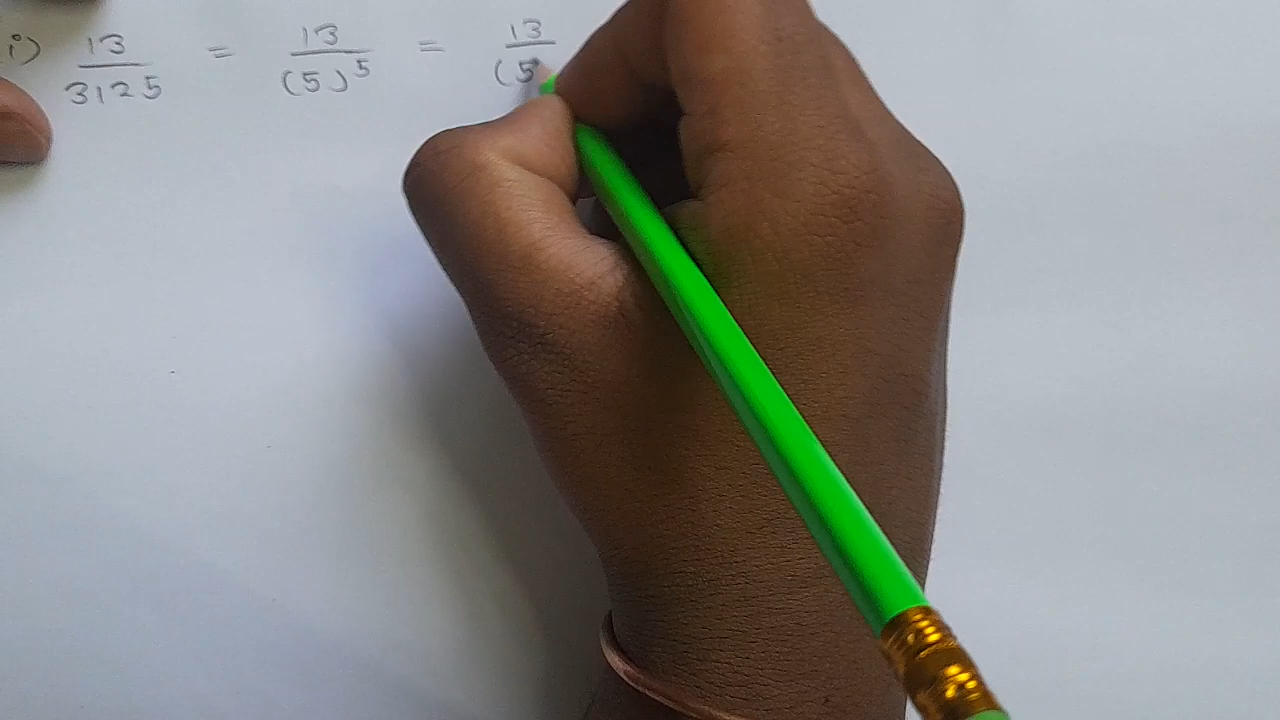 i) 13/3125 = 13/(5)^5 = 13/(5